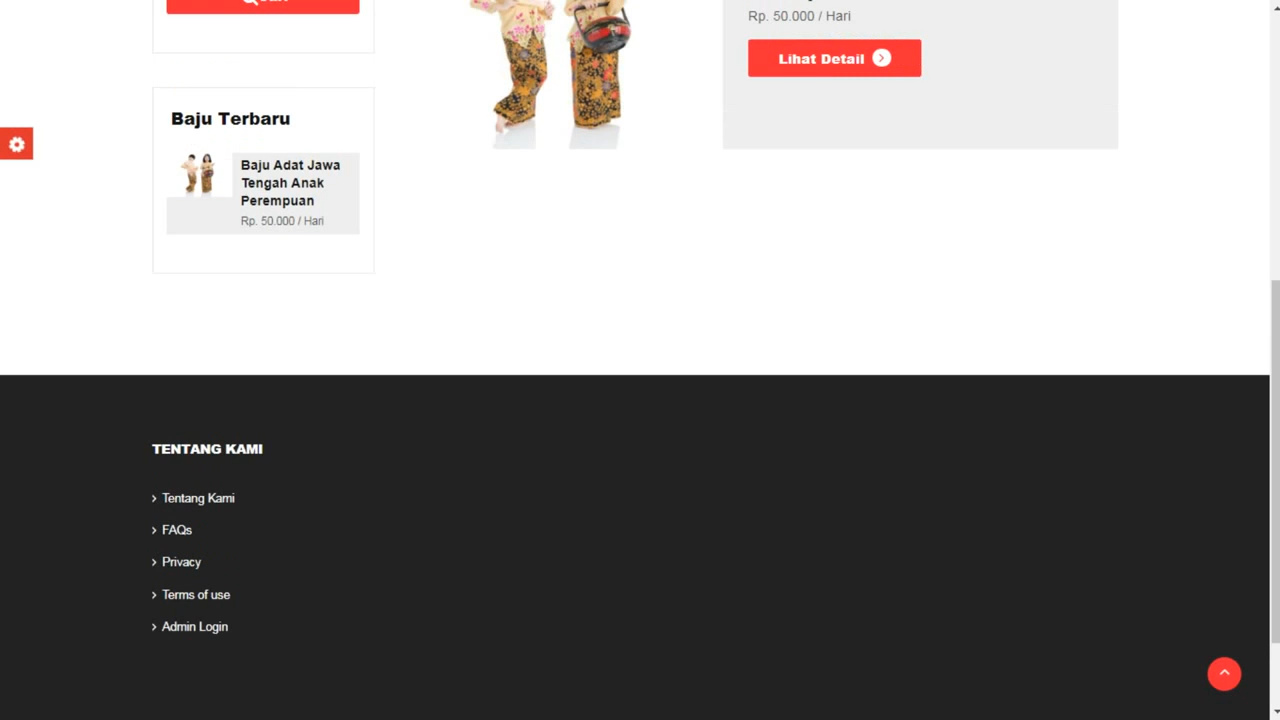 Rp. 50.000 / Hari
Lihat Detail
Baju Terbaru
Baju Adat Jawa
Tengah Anak
Perempuan
Rp. 50.000 / Hari
TENTANG KAMI
Tentang Kami
FAQs
Privacy
Terms of use
Admin Login